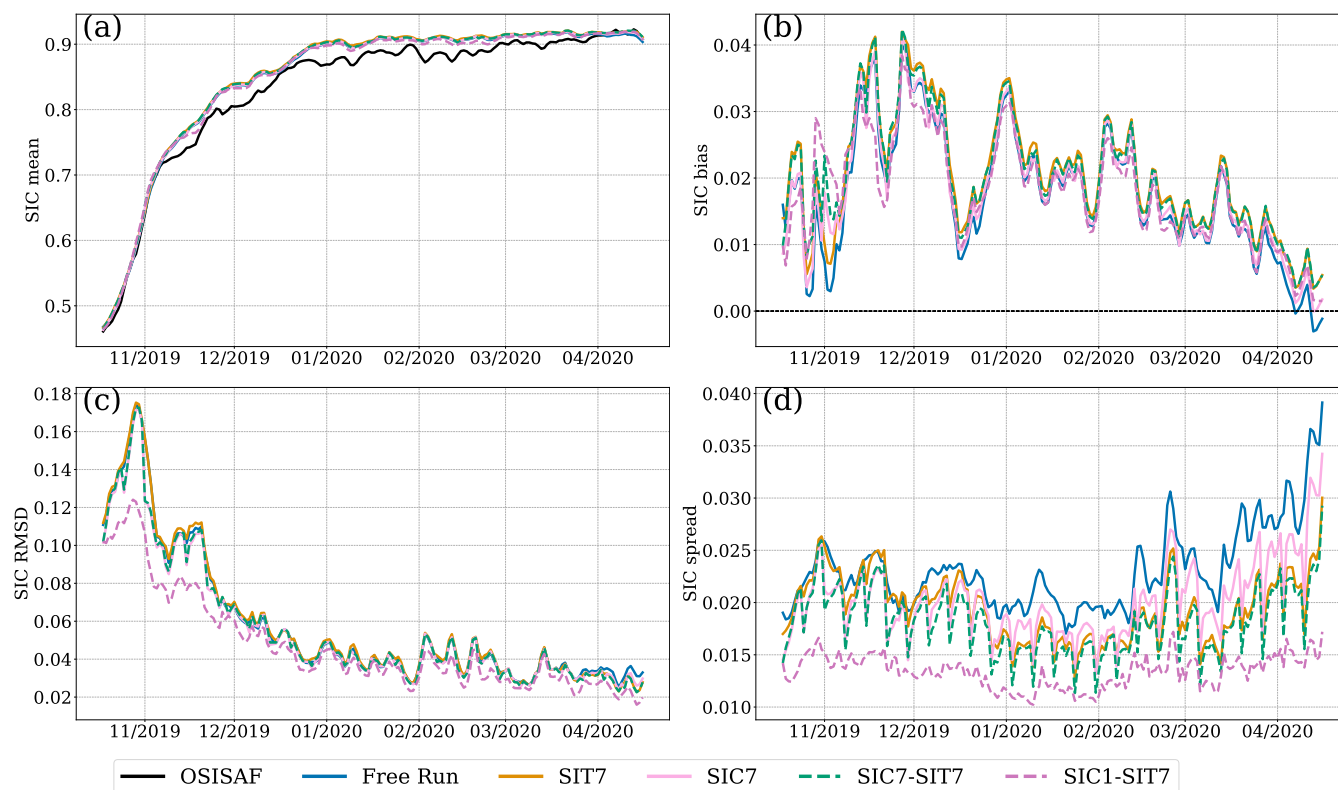 (a)
SIC mean
0.9
0.8
0.7
0.6
0.5
11/2019 12/2019 01/2020 02/2020 03/2020 04/2020
(b)
SIC bias
0.04
0.03
0.02
0.01
0.00
11/2019 12/2019 01/2020 02/2020 03/2020 04/2020
(c)
SIC RMSD
0.18
0.16
0.14
0.12
0.10
0.08
0.06
0.04
0.02
11/2019 12/2019 01/2020 02/2020 03/2020 04/2020
(d)
SIC spread
0.040
0.035
0.030
0.025
0.020
0.015
0.010
11/2019 12/2019 01/2020 02/2020 03/2020 04/2020
OSISAF Free Run SIT7 SIC7 SIC7-SIT7 SIC1-SIT7